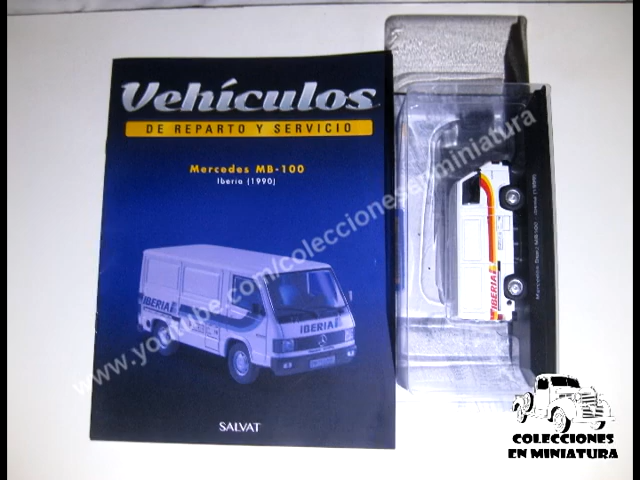 Vehículos
DE REPARTO Y SERVICIO
Mercedes MB-100
Iberia (1990)
www.youtube.com/coleccionesenminiatura
IBERIA
IBERIA
SALVAT
IBERIA
COLECCIONES
EN MINIATURA